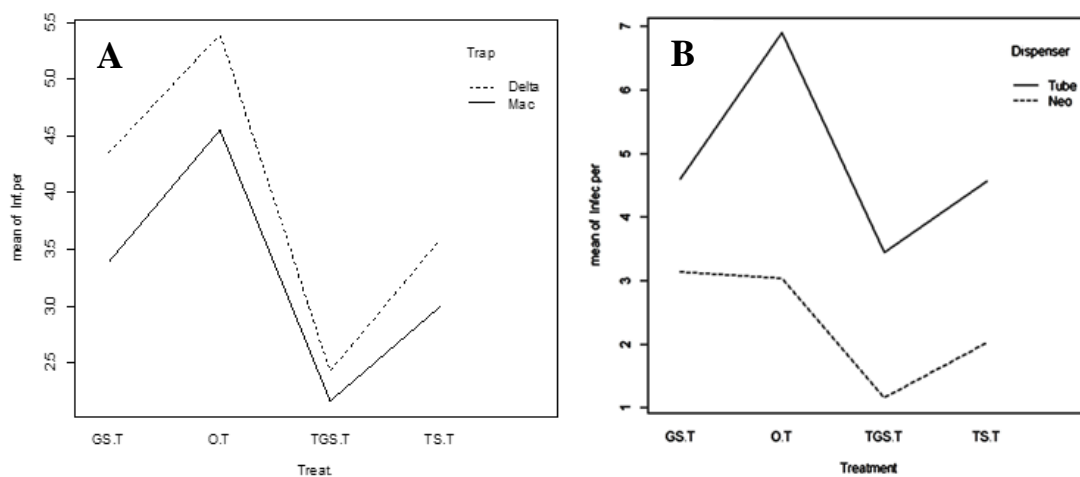 A
Trap
Delta
Mac
5.5
5.0
4.5
4.0
3.5
3.0
2.5
mean of Inf.per
GS.T O.T TGS.T TS.T
Treat.
B
Dispenser
Tube
Neo
7
6
5
4
3
2
1
mean of Infec.per
GS.T O.T TGS.T TS.T
Treatment